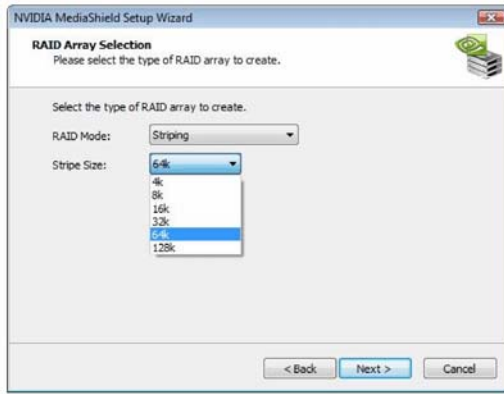 NVIDIA MediaShield Setup Wizard
RAID Array Selection
Please select the type of RAID array to create.
Select the type of RAID array to create.
RAID Mode: Striping
Stripe Size: 64k
4k
8k
16k
32k
64k
128k
< Back Next > Cancel